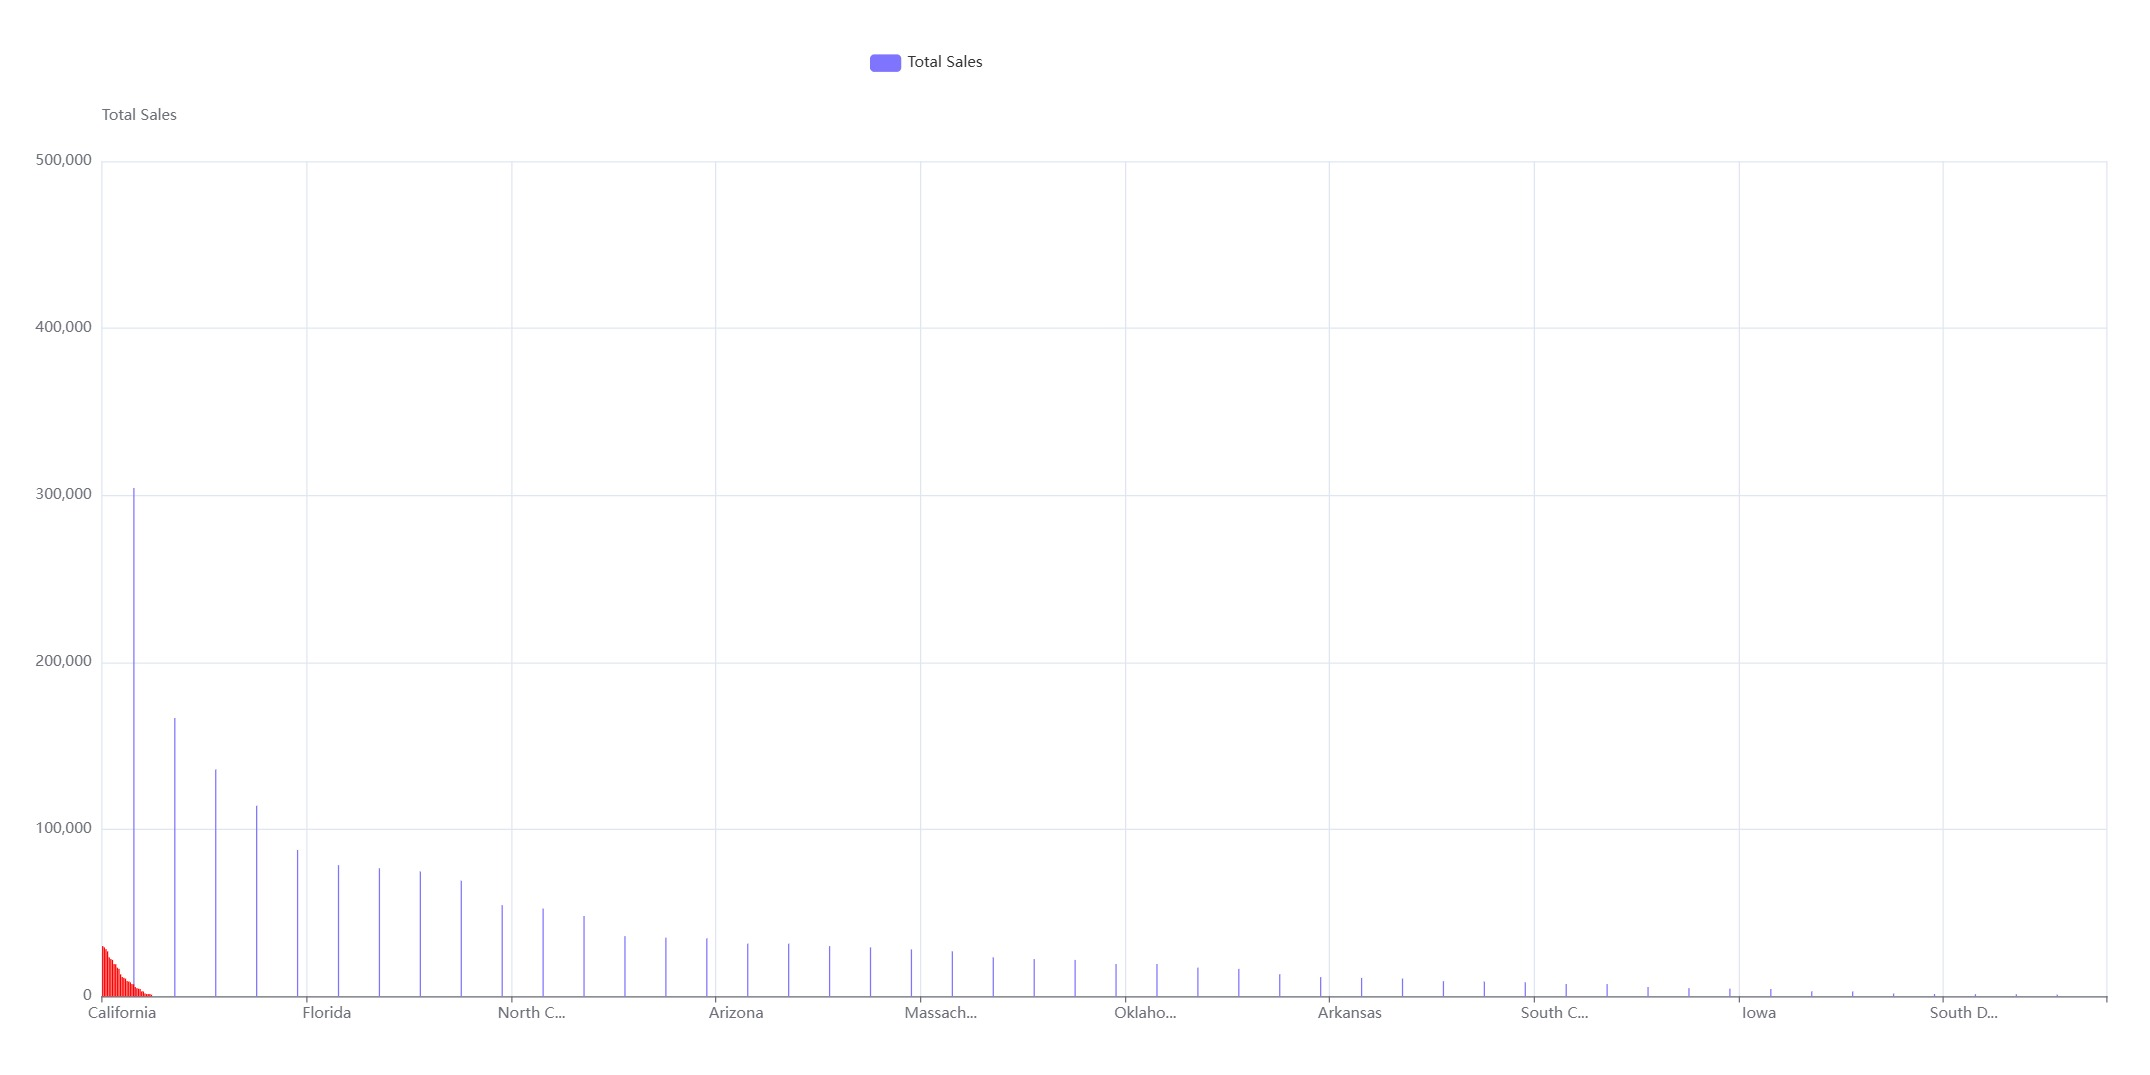 Total Sales
Total Sales
500,000
400,000
300,000
200,000
100,000
0
California Florida North C... Arizona Massach... Oklaho... Arkansas South C... Iowa South D...